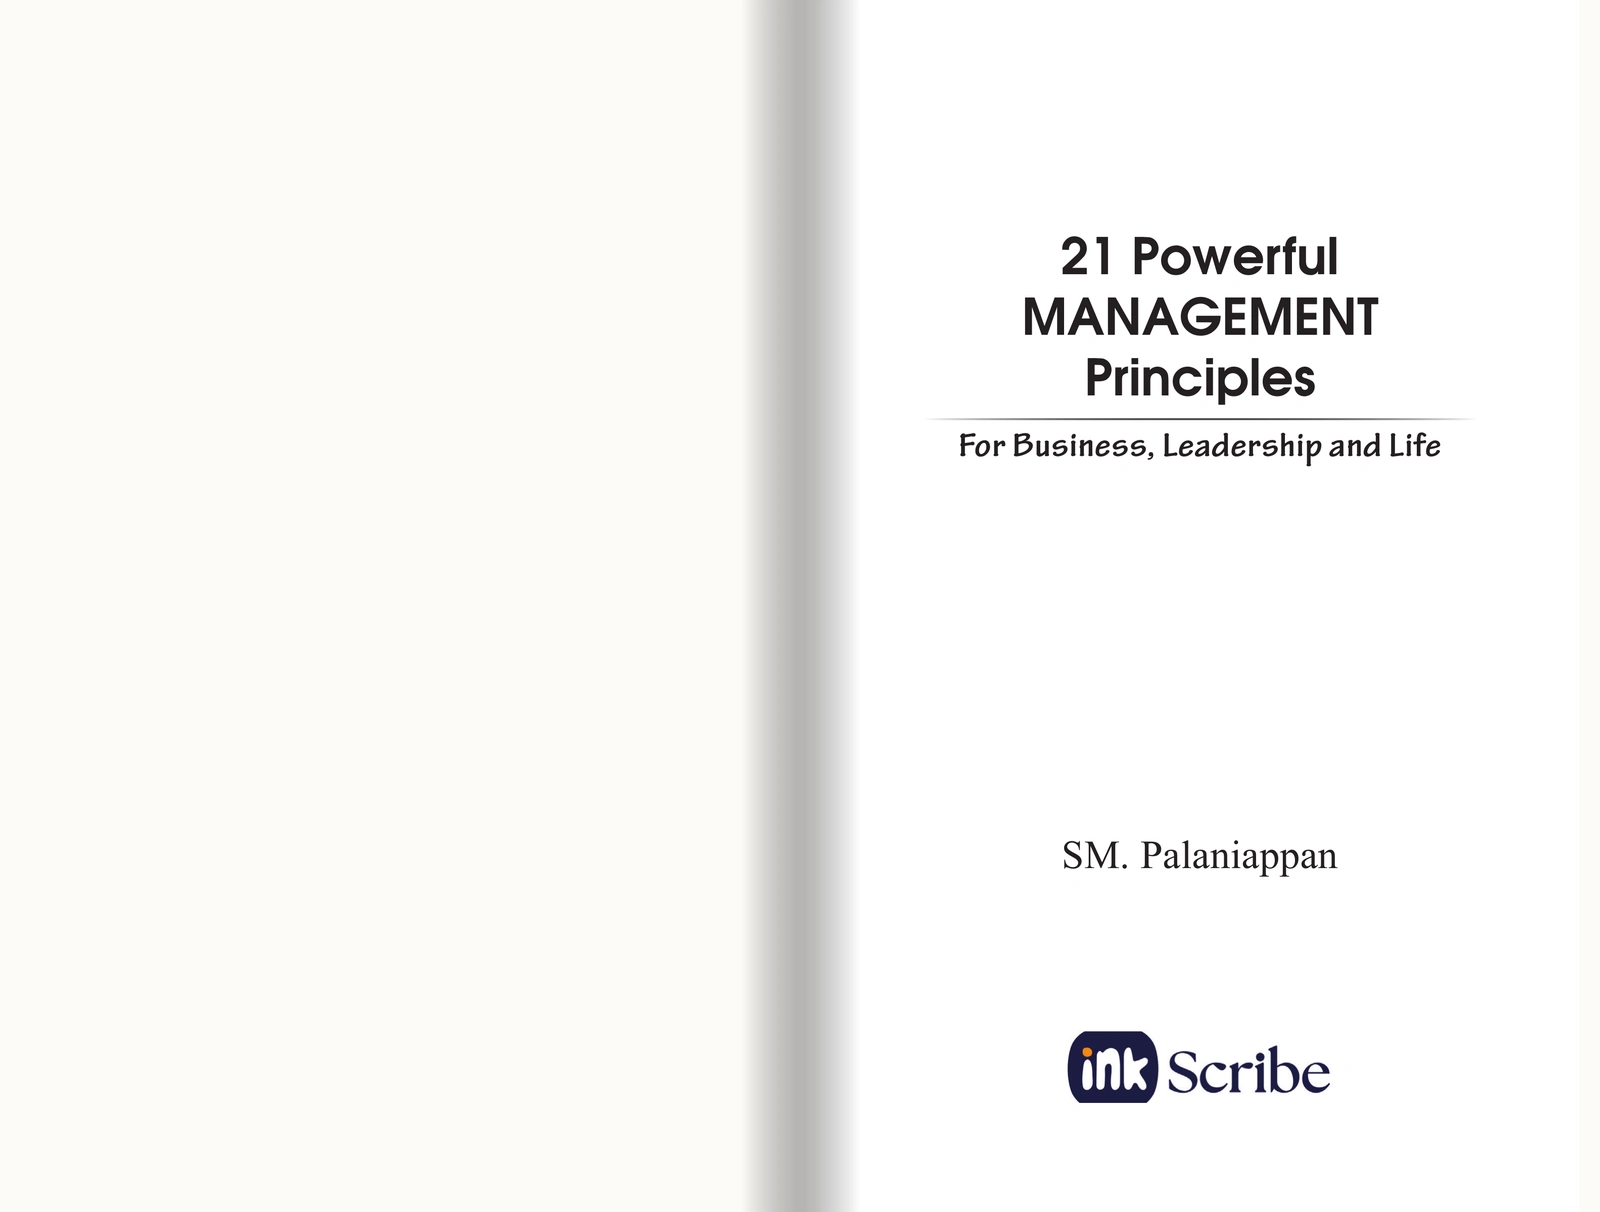 21 Powerful
MANAGEMENT
Principles
For Business, Leadership and Life
SM. Palaniappan
ink Scribe